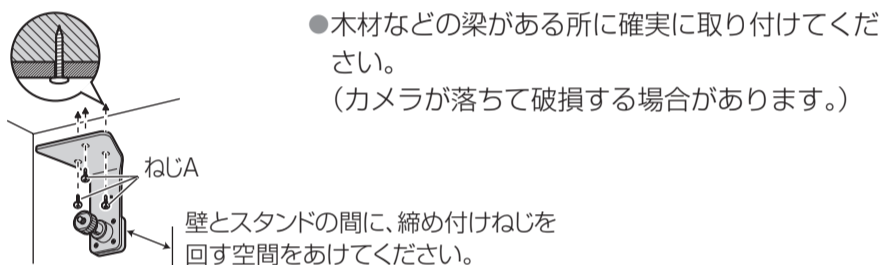 ●木材などの梁がある所に確実に取り付けてくだ
さい。
（カメラが落ちて破損する場合があります。）
ねじA
壁とスタンドの間に、締め付けねじを
回す空間をあけてください。